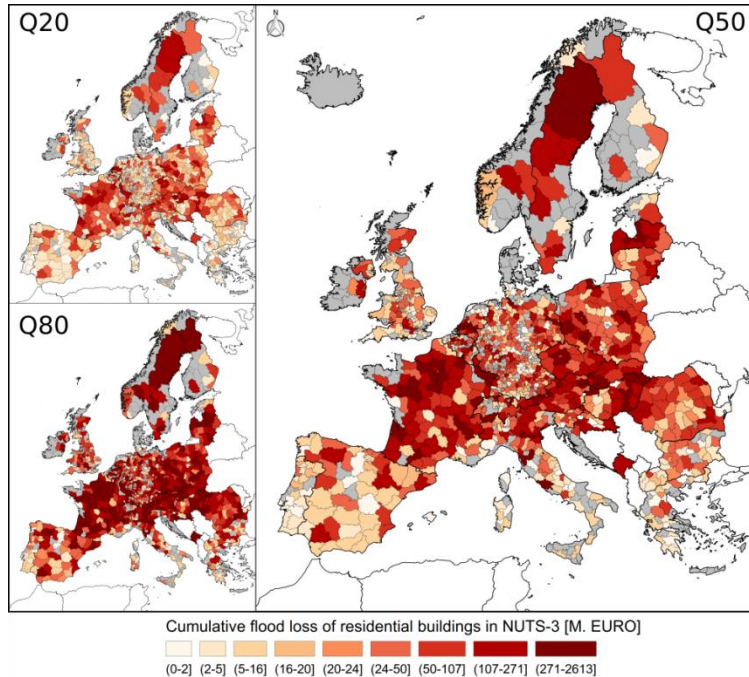 Q20
Q50
Q80
Cumulative flood loss of residential buildings in NUTS-3 [M. EURO]
(0-2] (2-5] (5-16] (16-20] (20-24] (24-50] (50-107] (107-271] (271-2613]